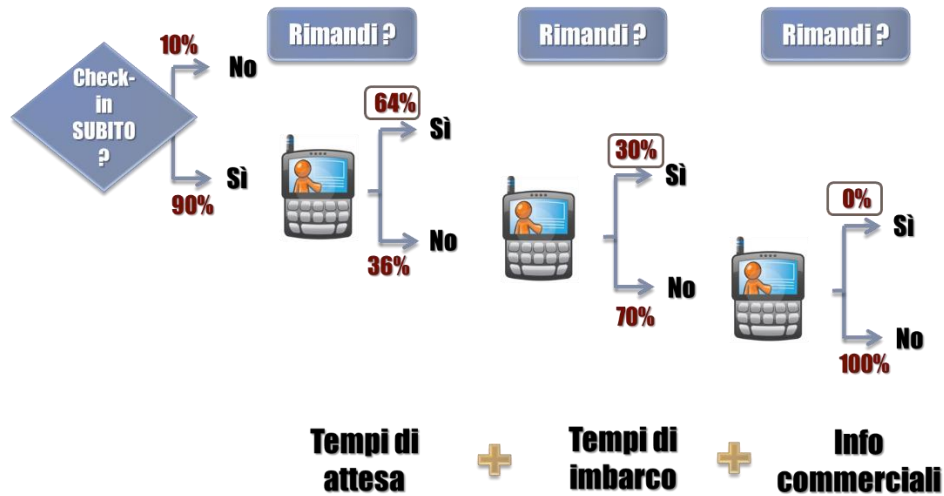 Rimandi ?
Rimandi ?
Rimandi ?
Check-
in
SUBITO
?
10%
No
Sì
90%
64%
Sì
No
36%
30%
Sì
No
70%
0%
Sì
No
100%
Tempi di
attesa
+
Tempi di
imbarco
+
Info
commerciali